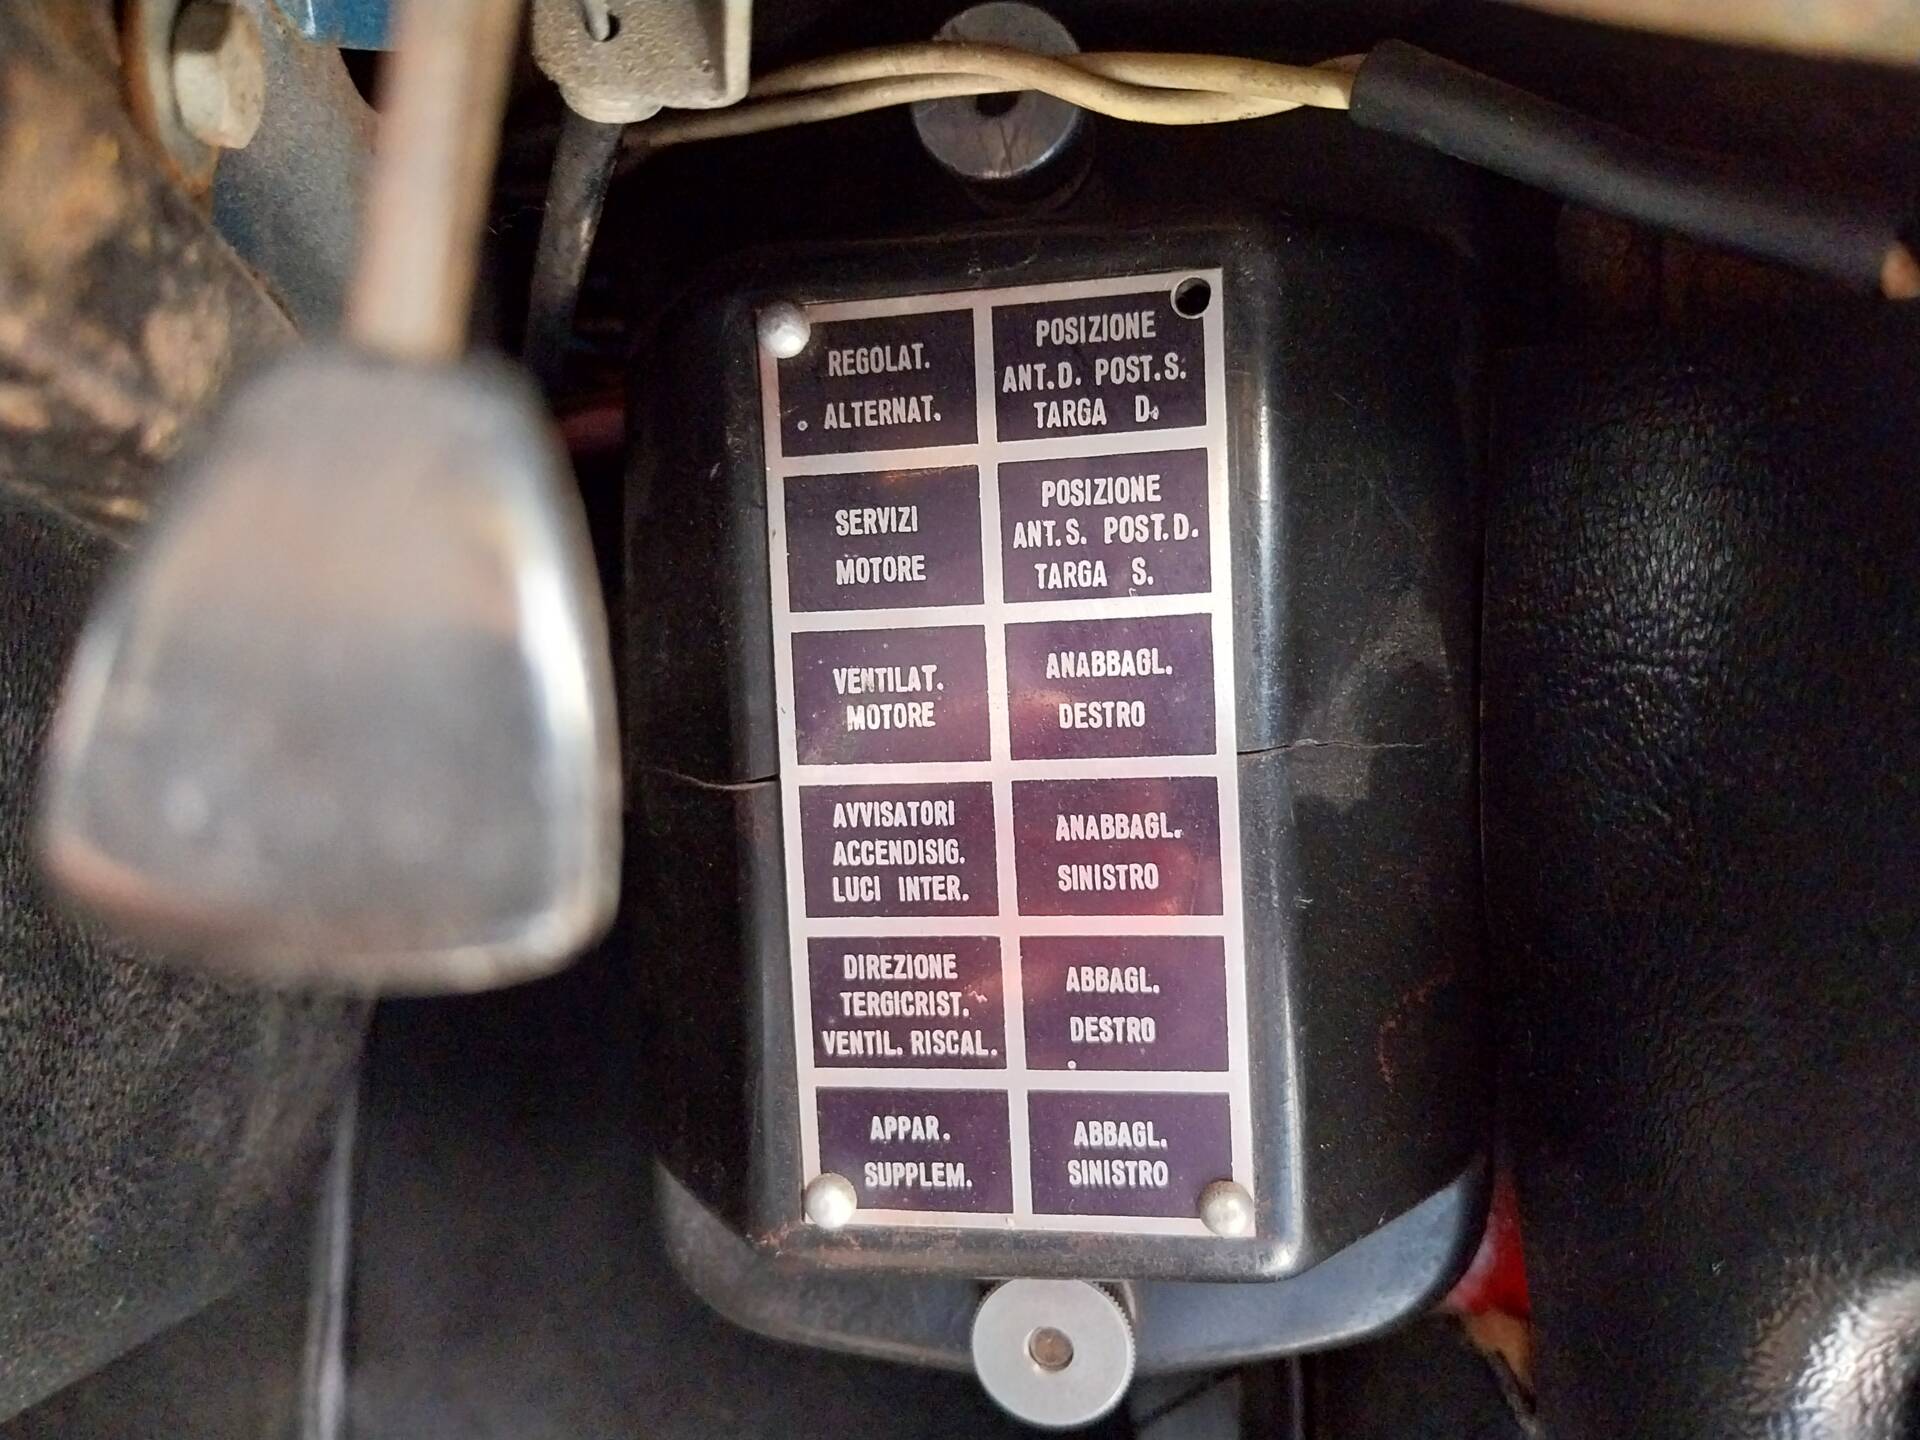 REGOLAT.
ALTERNAT.
POSIZIONE
ANT.D. POST.S.
TARGA D.
SERVIZI
MOTORE
POSIZIONE
ANT.S. POST.D.
TARGA S.
VENTILAT.
MOTORE
ANABBAGL.
DESTRO
AVVISATORI
ACCENDISIG.
LUCI INTER.
ANABBAGL.
SINISTRO
DIREZIONE
TERGICRIST.
VENTIL. RISCAL.
ABBAGL.
DESTRO
APPAR.
SUPPLEM.
ABBAGL.
SINISTRO